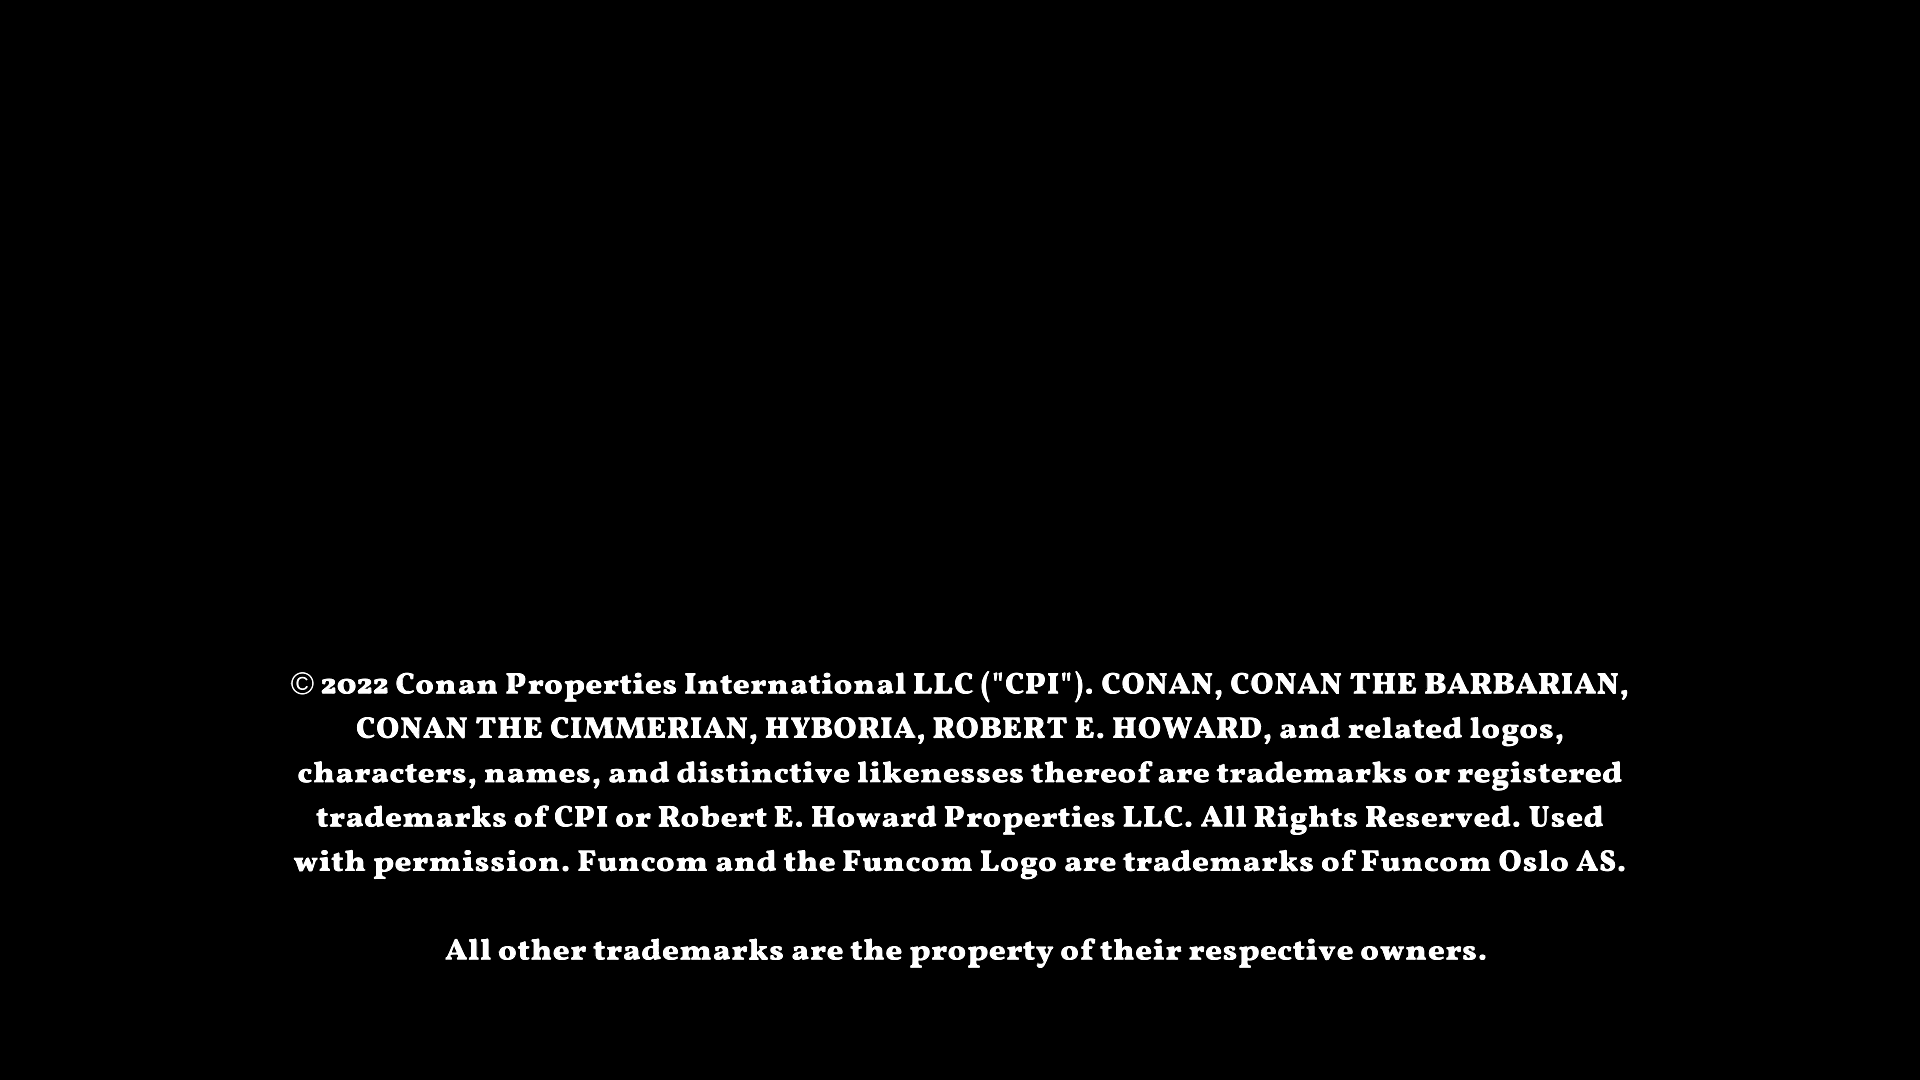 © 2022 Conan Properties International LLC ("CPI"). CONAN, CONAN THE BARBARIAN,
CONAN THE CIMMERIAN, HYBORIA, ROBERT E. HOWARD, and related logos,
characters, names, and distinctive likenesses thereof are trademarks or registered
trademarks of CPI or Robert E. Howard Properties LLC. All Rights Reserved. Used
with permission. Funcom and the Funcom Logo are trademarks of Funcom Oslo AS.
All other trademarks are the property of their respective owners.